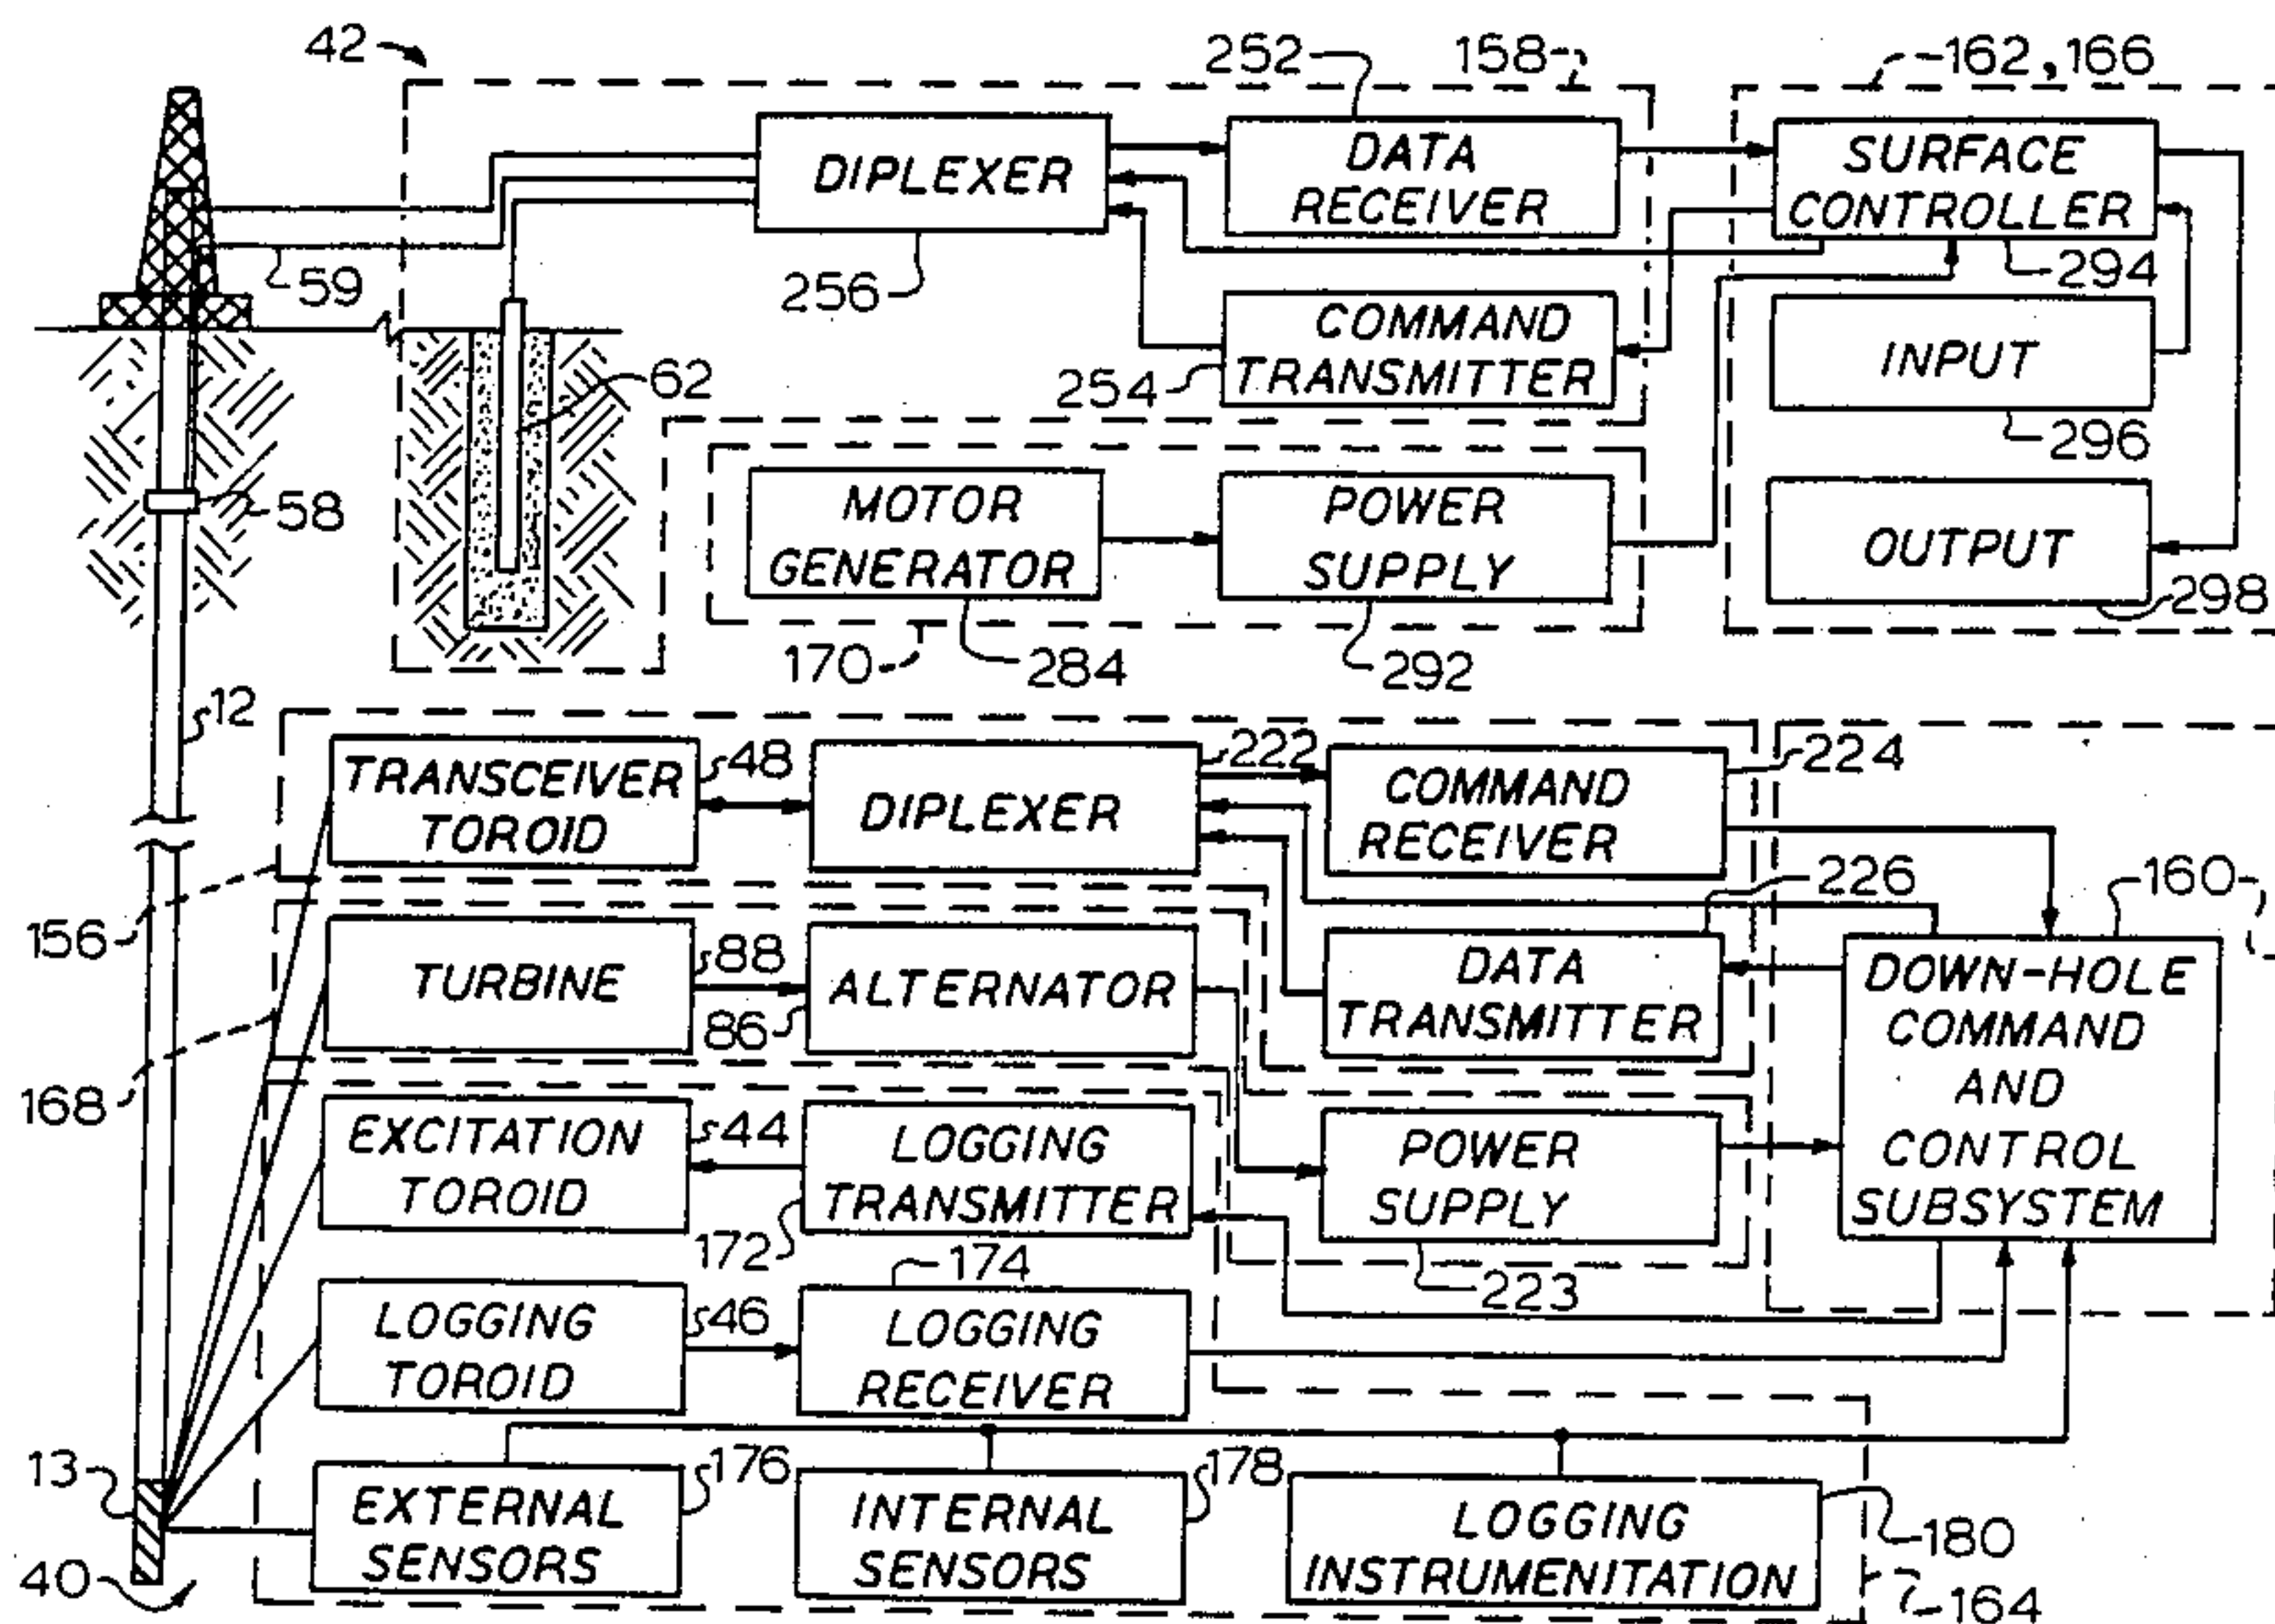 42
252
158
162, 166
DIPLEXER
DATA
RECEIVER
SURFACE
CONTROLLER
59
256
294
COMMAND
TRANSMITTER
254
INPUT
62
296
58
MOTOR
GENERATOR
POWER
SUPPLY
OUTPUT
298
170
284
292
12
TRANSCEIVER
TOROID
48
DIPLEXER
222
COMMAND
RECEIVER
224
156
226
160
TURBINE
88
ALTERNATOR
86
DATA
TRANSMITTER
DOWN-HOLE
COMMAND
AND
CONTROL
SUBSYSTEM
168
EXCITATION
TOROID
44
LOGGING
TRANSMITTER
172
POWER
SUPPLY
223
LOGGING
TOROID
46
174
LOGGING
RECEIVER
13
EXTERNAL
SENSORS
176
INTERNAL
SENSORS
178
LOGGING
INSTRUMENITATION
180
40
164